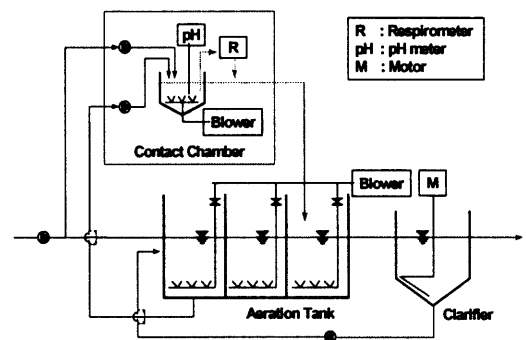 pH
R
Blower
Contact Chamber
R : Respirometer
pH : pH meter
M : Motor
Blower
M
Aeration Tank
Clarifier